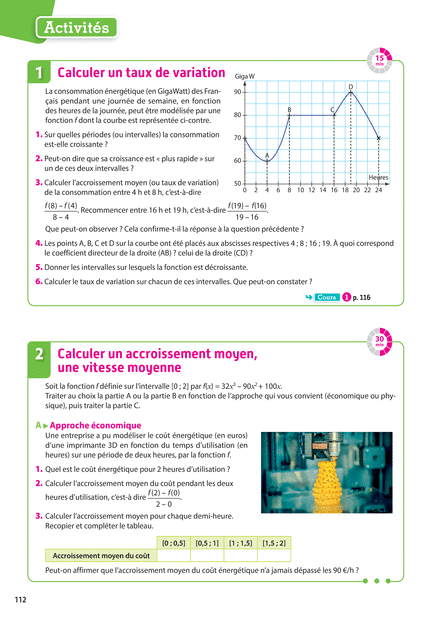 Activités
15 min
1 Calculer un taux de variation
La consommation énergétique (en GigaWatt) des Fran-
çais pendant une journée de semaine, en fonction
des heures de la journée, peut être modélisée par une
fonction f dont la courbe est représentée ci-contre.
1. Sur quelles périodes (ou intervalles) la consommation
est-elle croissante ?
2. Peut-on dire que sa croissance est « plus rapide » sur
un de ces deux intervalles ?
3. Calculer l'accroissement moyen (ou taux de variation)
de la consommation entre 4 h et 8 h, c'est-à-dire
Giga W
90
80
70
60
50
A
B
C
D
Heures
0 2 4 6 8 10 12 14 16 18 20 22 24
f(8) – f(4)
8 – 4
. Recommencer entre 16 h et 19 h, c'est-à-dire
f(19) – f(16)
19 – 16
.
Que peut-on observer ? Cela confirme-t-il la réponse à la question précédente ?
4. Les points A, B, C et D sur la courbe ont été placés aux abscisses respectives 4 ; 8 ; 16 ; 19. À quoi correspond
le coefficient directeur de la droite (AB) ? celui de la droite (CD) ?
5. Donner les intervalles sur lesquels la fonction est décroissante.
6. Calculer le taux de variation sur chacun de ces intervalles. Que peut-on constater ?
Cours 1 p. 116
30 min
2 Calculer un accroissement moyen,
une vitesse moyenne
Soit la fonction f définie sur l'intervalle [0 ; 2] par f(x) = 32x³ – 90x² + 100x.
Traiter au choix la partie A ou la partie B en fonction de l'approche qui vous convient (économique ou phy-
sique), puis traiter la partie C.
A ▶ Approche économique
Une entreprise a pu modéliser le coût énergétique (en euros)
d'une imprimante 3D en fonction du temps d'utilisation (en
heures) sur une période de deux heures, par la fonction f.
1. Quel est le coût énergétique pour 2 heures d'utilisation ?
2. Calculer l'accroissement moyen du coût pendant les deux
heures d'utilisation, c'est-à dire
f(2) – f(0)
2 – 0
.
3. Calculer l'accroissement moyen pour chaque demi-heure.
Recopier et compléter le tableau.
[0 ; 0,5] [0,5 ; 1] [1 ; 1,5] [1,5 ; 2]
Accroissement moyen du coût
Peut-on affirmer que l'accroissement moyen du coût énergétique n'a jamais dépassé les 90 €/h ?
112